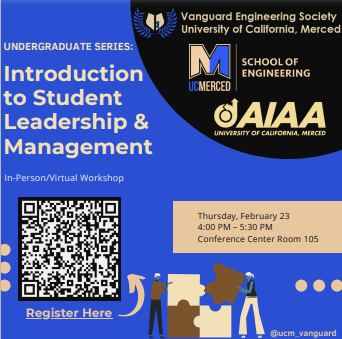 Vanguard Engineering Society
University of California, Merced
UNDERGRADUATE SERIES:
Introduction
to Student
Leadership &
Management
In-Person/Virtual Workshop
M
UCMERCED
SCHOOL OF
ENGINEERING
AIAA
UNIVERSITY OF CALIFORNIA, MERCED
Thursday, February 23
4:00 PM – 5:30 PM
Conference Center Room 105
Register Here
@ucm_vanguard